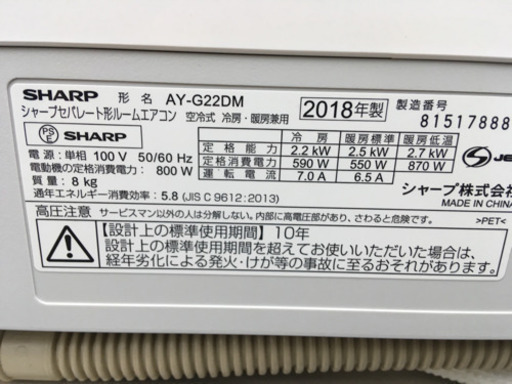 SHARP 形名 AY-G22DM
シャープセパレート形ルームエアコン 空冷式 冷房・暖房兼用
2018年製
製造番号
81517888
PSE SHARP
電源:単相 100 V 50/60 Hz
電動機の定格消費電力: 800 W
質量: 8 kg
冷房 暖房標準 暖房低温
定格能力 2.2 kW 2.5 kW 2.7 kW
定格消費電力 590 W 550 W 870 W
運転電流 7.0 A 6.5 A
通年エネルギー消費効率: 5.8 (JIS C 9612:2013)
シャープ株式会
MADE IN CHINA
高圧注意 サービスマン以外の人は分解しない。内部に高電圧部があり、さわると危険です。
>PET<
【設計上の標準使用期間】10年
設計上の標準使用期間を超えてお使いいただいた場合は、
経年劣化による発火・けが等の事故に至るおそれがあります。